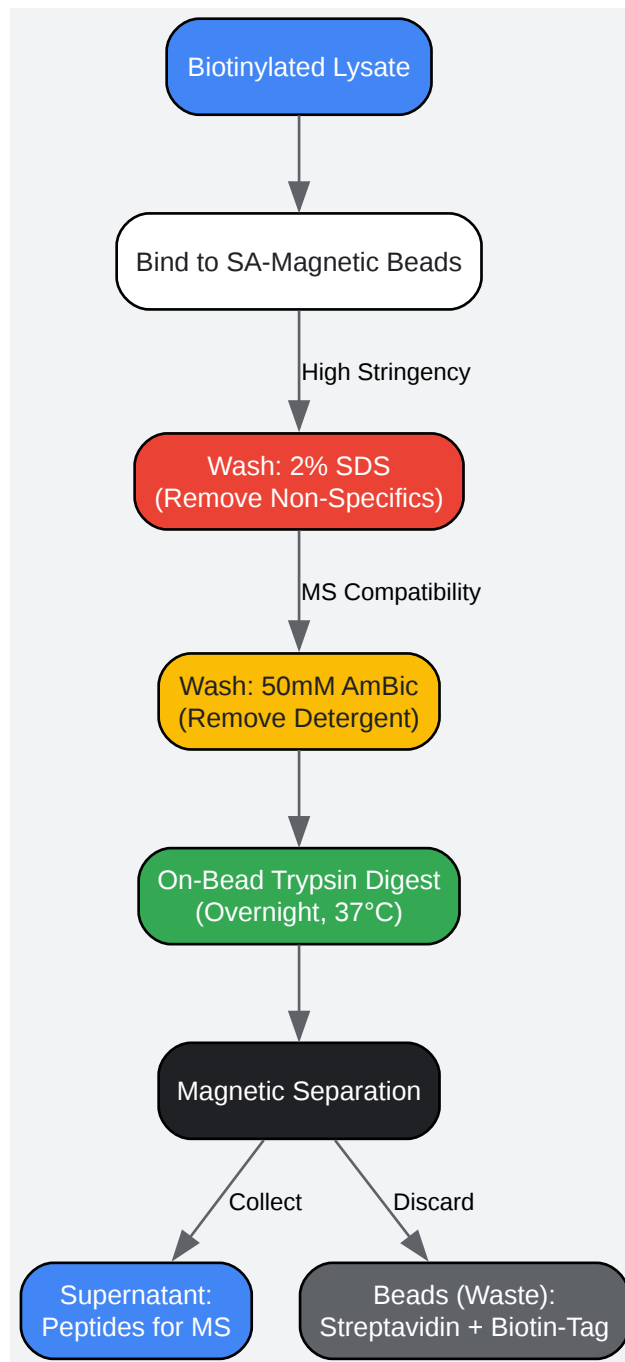 Biotinylated Lysate
Bind to SA-Magnetic Beads
High Stringency
Wash: 2% SDS
(Remove Non-Specifics)
MS Compatibility
Wash: 50mM AmBic
(Remove Detergent)
On-Bead Trypsin Digest
(Overnight, 37°C)
Magnetic Separation
Collect
Discard
Supernatant:
Peptides for MS
Beads (Waste):
Streptavidin + Biotin-Tag